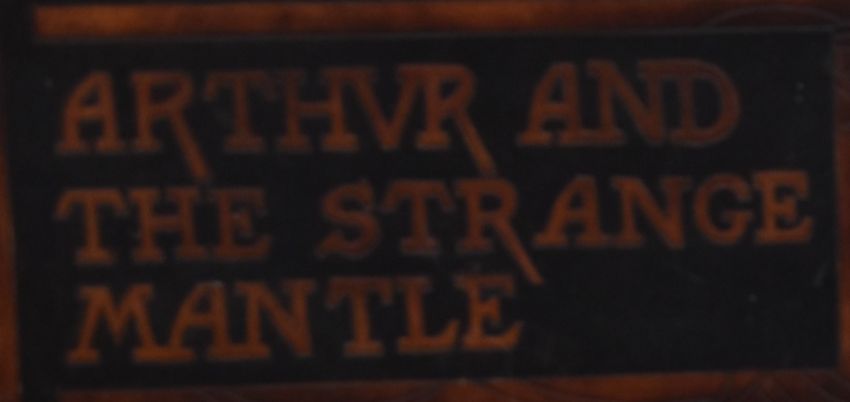 ARTHVR AND
THE STRANGE
MANTLE